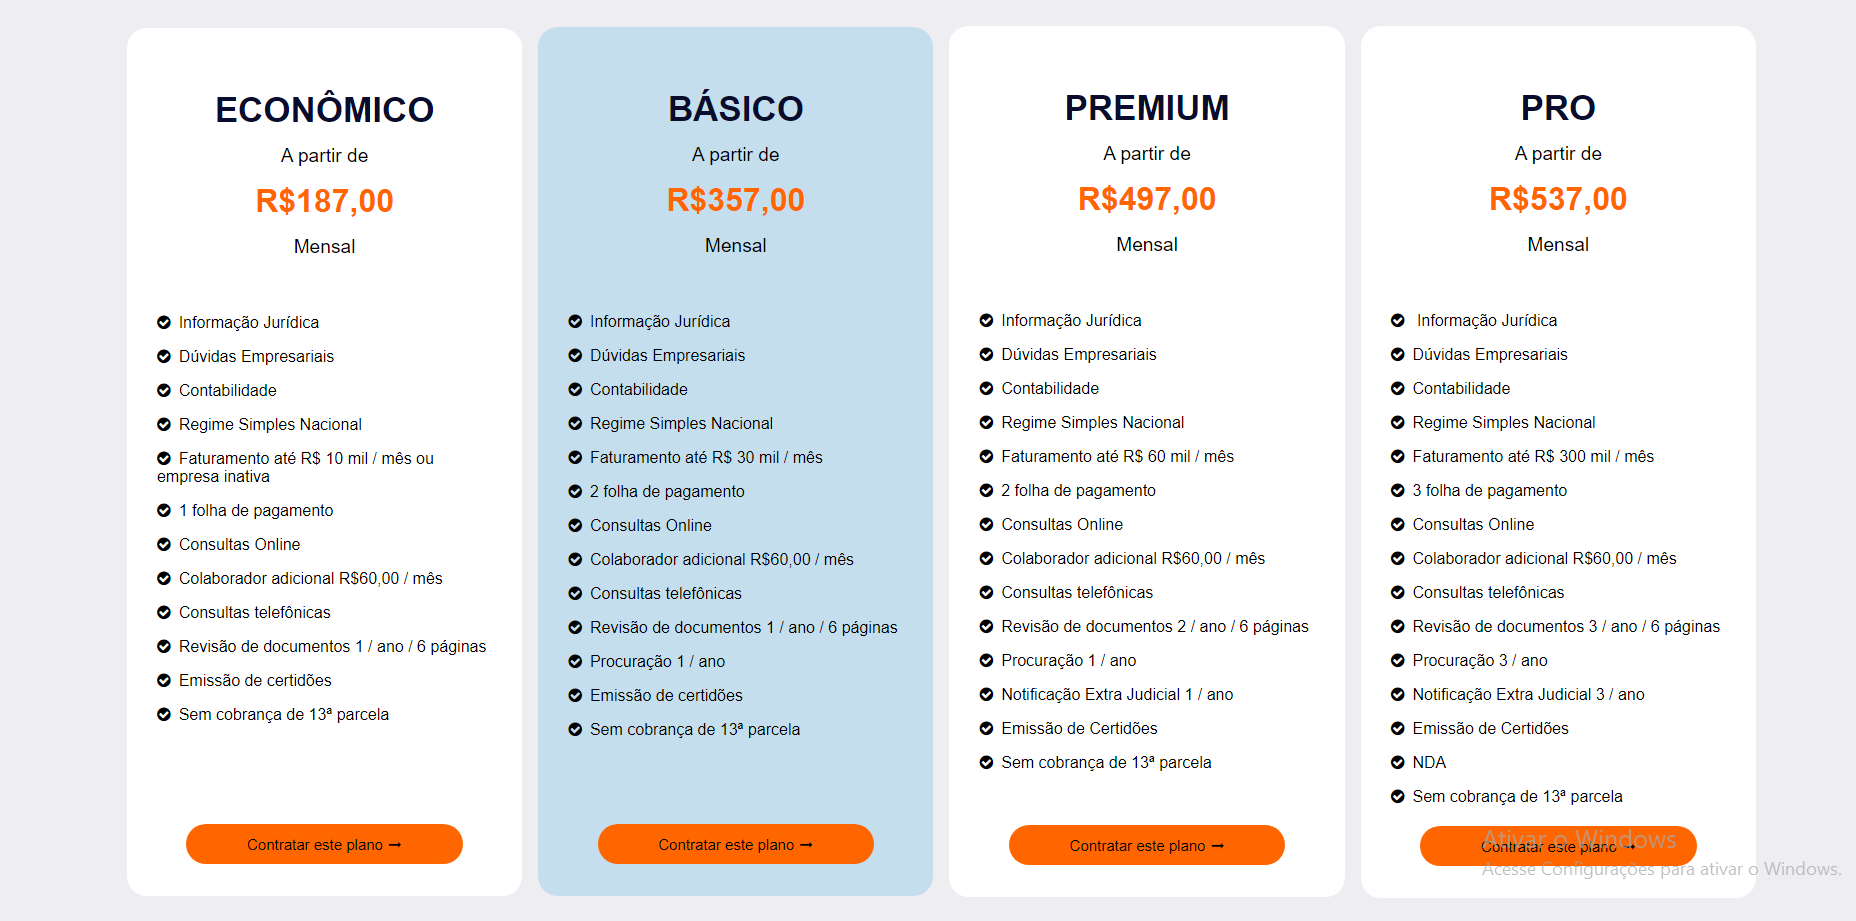 ECONÔMICO
A partir de
R$187,00
Mensal
Informação Jurídica
Dúvidas Empresariais
Contabilidade
Regime Simples Nacional
Faturamento até R$ 10 mil / mês ou
empresa inativa
1 folha de pagamento
Consultas Online
Colaborador adicional R$60,00 / mês
Consultas telefônicas
Revisão de documentos 1 / ano / 6 páginas
Emissão de certidões
Sem cobrança de 13ª parcela
Contratar este plano ➞
BÁSICO
A partir de
R$357,00
Mensal
Informação Jurídica
Dúvidas Empresariais
Contabilidade
Regime Simples Nacional
Faturamento até R$ 30 mil / mês
2 folha de pagamento
Consultas Online
Colaborador adicional R$60,00 / mês
Consultas telefônicas
Revisão de documentos 1 / ano / 6 páginas
Procuração 1 / ano
Emissão de certidões
Sem cobrança de 13ª parcela
Contratar este plano ➞
PREMIUM
A partir de
R$497,00
Mensal
Informação Jurídica
Dúvidas Empresariais
Contabilidade
Regime Simples Nacional
Faturamento até R$ 60 mil / mês
2 folha de pagamento
Consultas Online
Colaborador adicional R$60,00 / mês
Consultas telefônicas
Revisão de documentos 2 / ano / 6 páginas
Procuração 1 / ano
Notificação Extra Judicial 1 / ano
Emissão de Certidões
Sem cobrança de 13ª parcela
Contratar este plano ➞
PRO
A partir de
R$537,00
Mensal
Informação Jurídica
Dúvidas Empresariais
Contabilidade
Regime Simples Nacional
Faturamento até R$ 300 mil / mês
3 folha de pagamento
Consultas Online
Colaborador adicional R$60,00 / mês
Consultas telefônicas
Revisão de documentos 3 / ano / 6 páginas
Procuração 3 / ano
Notificação Extra Judicial 3 / ano
Emissão de Certidões
NDA
Sem cobrança de 13ª parcela
Contratar este plano ➞
Ativar o Windows
Acesse Configurações para ativar o Windows.